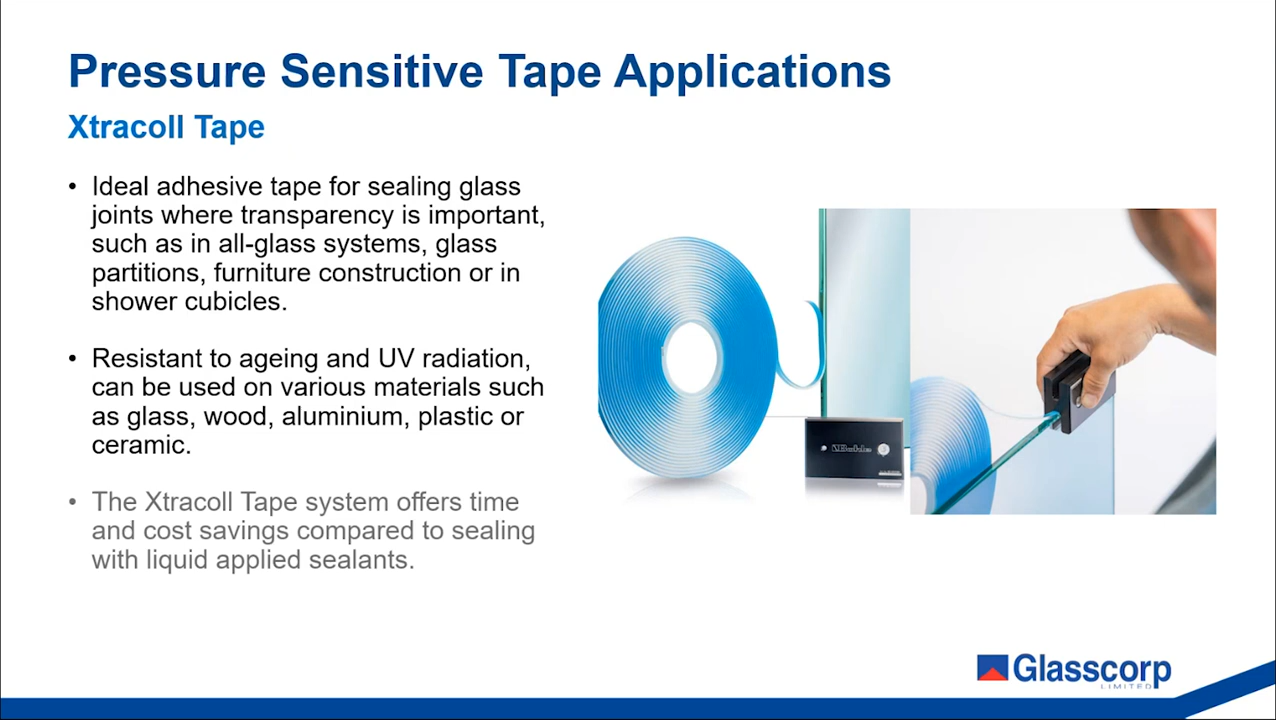 Pressure Sensitive Tape Applications
Xtracoll Tape
• Ideal adhesive tape for sealing glass
joints where transparency is important,
such as in all-glass systems, glass
partitions, furniture construction or in
shower cubicles.
• Resistant to ageing and UV radiation,
can be used on various materials such
as glass, wood, aluminium, plastic or
ceramic.
• The Xtracoll Tape system offers time
and cost savings compared to sealing
with liquid applied sealants.
Bohle
Glasscorp
LIMITED